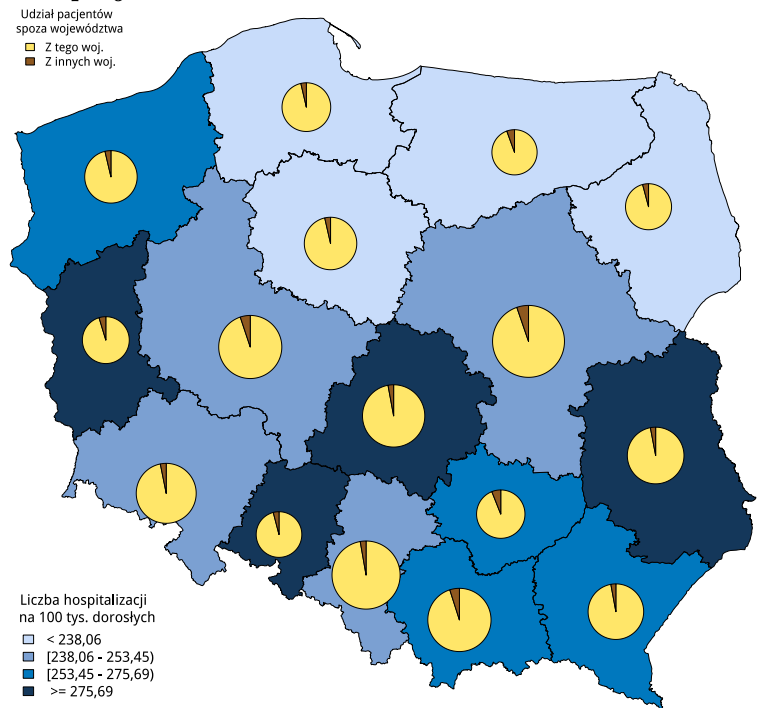 Udział pacjentów
spoza województwa
Z tego woj.
Z innych woj.
Liczba hospitalizacji
na 100 tys. dorosłych
< 238,06
[238,06 - 253,45)
[253,45 - 275,69)
>= 275,69